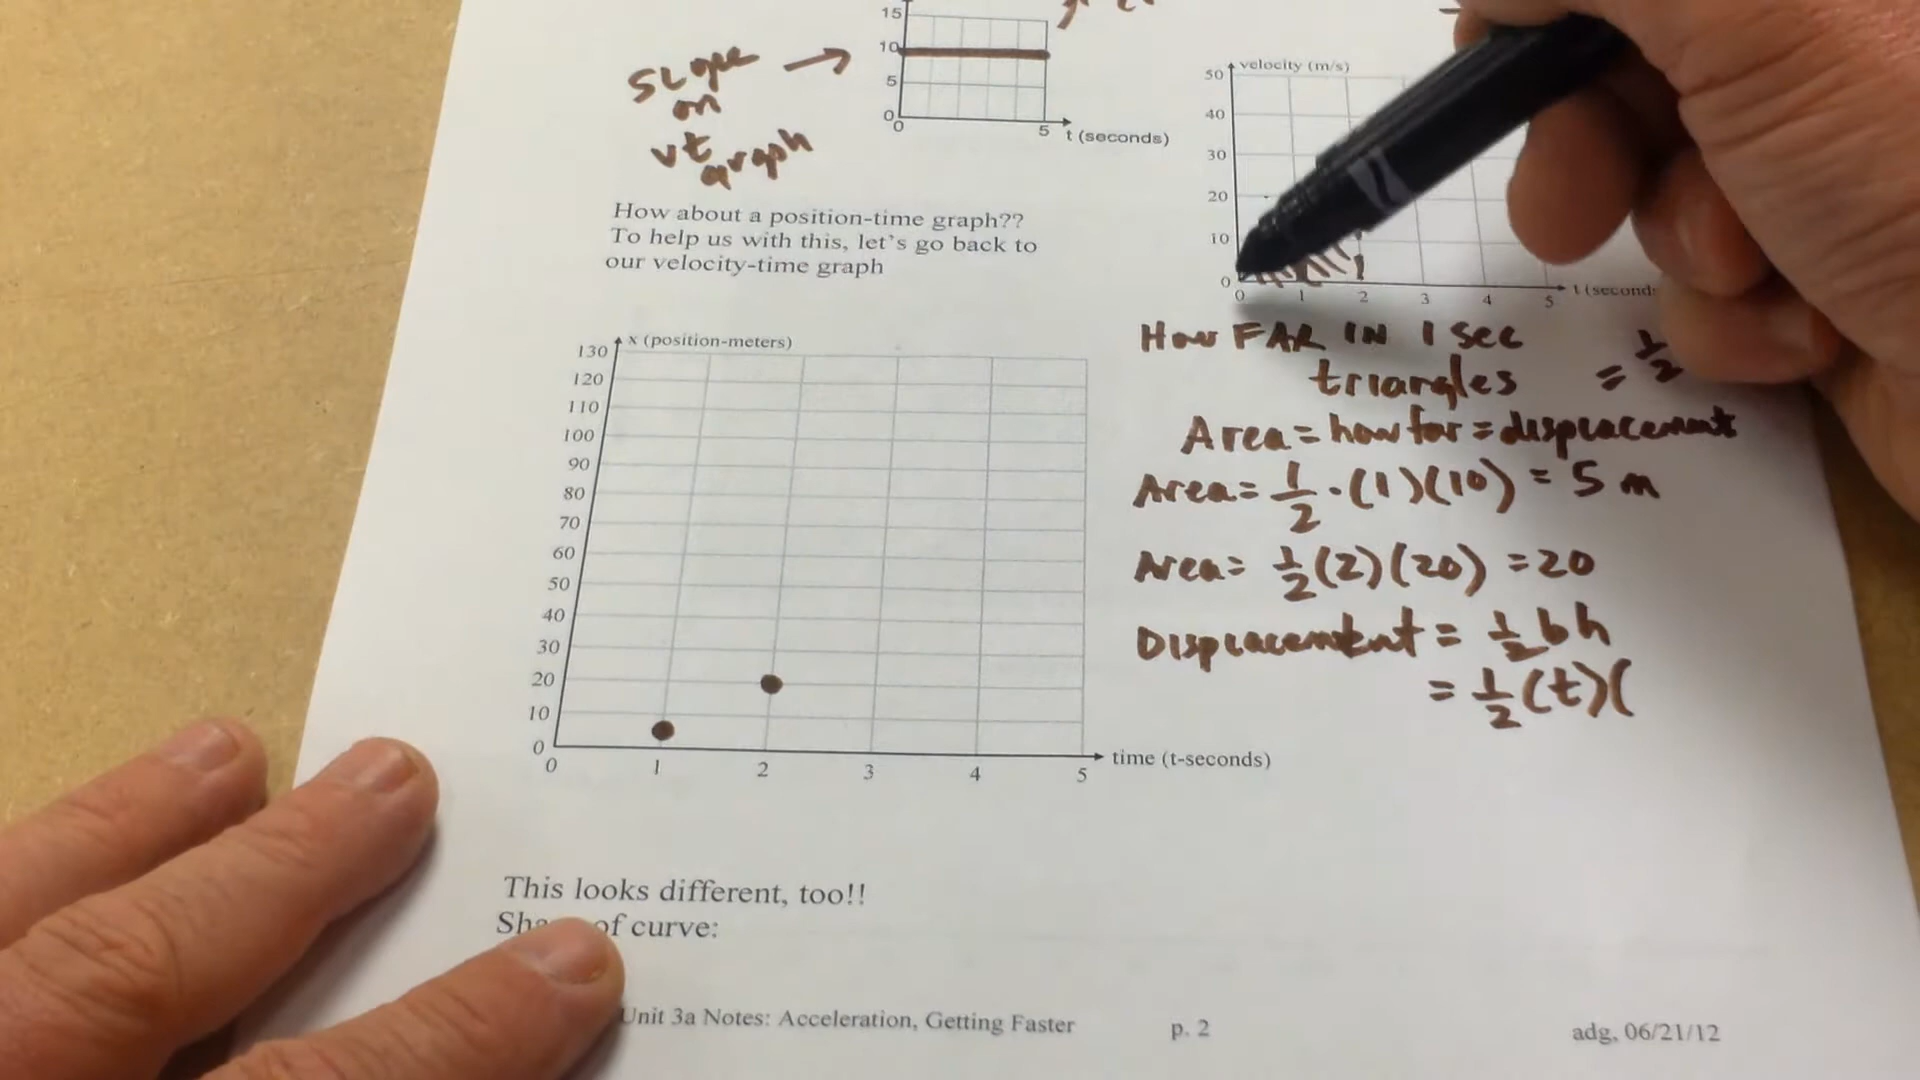 15
10
5
0
0
5
t (seconds)
slope →
on
vt
graph
50
velocity (m/s)
40
30
20
10
0
0
1
2
3
4
5
t (second
How about a position-time graph??
To help us with this, let's go back to
our velocity-time graph
x (position-meters)
130
120
110
100
90
80
70
60
50
40
30
20
10
0
0
1
2
3
4
5
time (t-seconds)
How FAR IN 1 sec
triangles = 1/2
Area = how far = displacement
Area = 1/2 · (1)(10) = 5 m
Area = 1/2 (2)(20) = 20
Displacement = 1/2 bh
= 1/2 (t)(
This looks different, too!!
of curve:
Unit 3a Notes: Acceleration, Getting Faster
p. 2
adg, 06/21/12